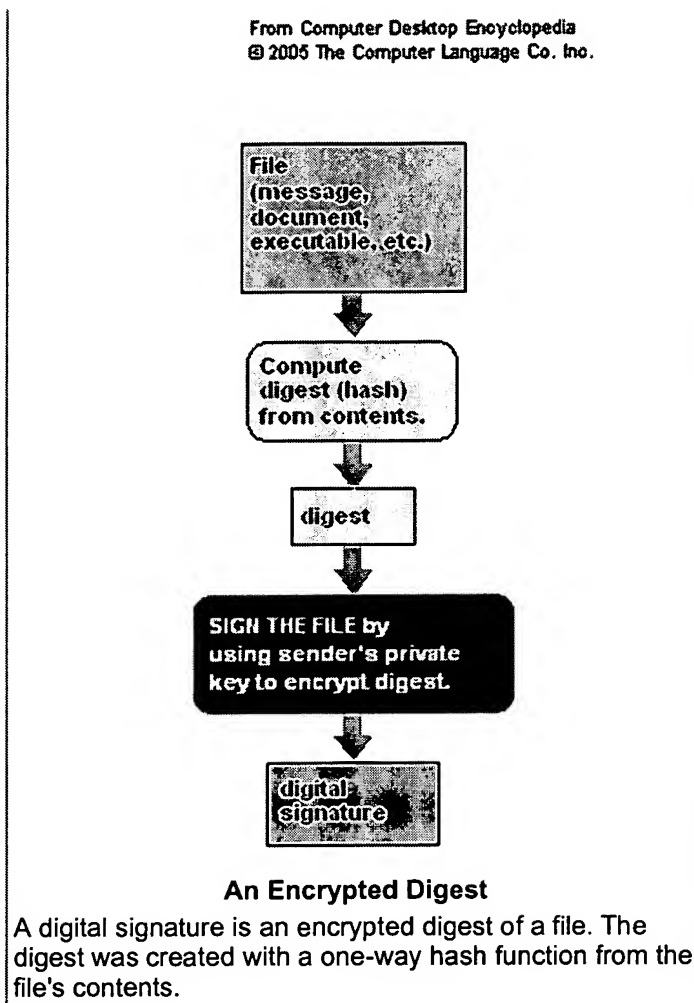 From Computer Desktop Encyclopedia
© 2005 The Computer Language Co. Inc.
File
(message,
document,
executable, etc.)
Compute
digest (hash)
from contents.
digest
SIGN THE FILE by
using sender's private
key to encrypt digest.
digital
signature
An Encrypted Digest
A digital signature is an encrypted digest of a file. The
digest was created with a one-way hash function from the
file's contents.